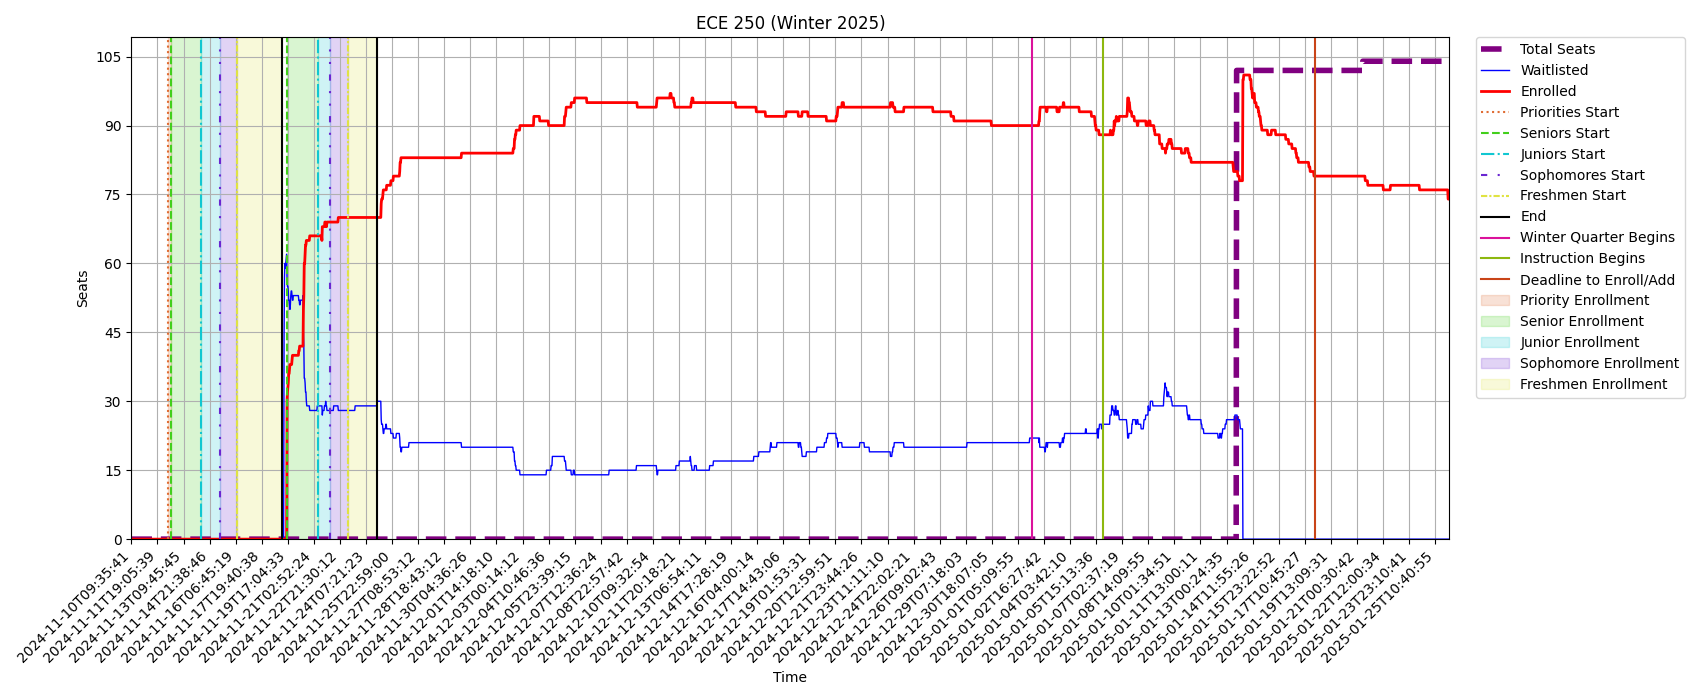 ECE 250 (Winter 2025)
Seats
105
90
75
60
45
30
15
0
2024-11-10T09:35:41
2024-11-11T19:05:39
2024-11-13T09:45:45
2024-11-14T21:38:46
2024-11-16T06:45:19
2024-11-17T19:40:38
2024-11-19T17:04:33
2024-11-21T02:52:24
2024-11-22T21:30:12
2024-11-24T07:21:23
2024-11-25T22:59:00
2024-11-27T08:53:12
2024-11-28T18:43:12
2024-11-30T04:36:26
2024-12-01T14:18:10
2024-12-03T00:14:12
2024-12-04T10:46:36
2024-12-05T23:39:15
2024-12-07T12:36:24
2024-12-08T22:57:42
2024-12-10T09:32:54
2024-12-11T20:18:21
2024-12-13T06:54:11
2024-12-14T17:28:19
2024-12-16T04:00:14
2024-12-17T14:43:06
2024-12-19T01:53:31
2024-12-20T12:59:51
2024-12-21T23:44:26
2024-12-23T11:11:10
2024-12-24T22:02:21
2024-12-26T09:02:43
2024-12-29T07:18:03
2024-12-30T18:07:05
2025-01-01T05:09:55
2025-01-02T16:27:42
2025-01-04T03:42:10
2025-01-05T15:13:36
2025-01-07T02:37:19
2025-01-08T14:09:55
2025-01-10T01:34:51
2025-01-11T13:00:11
2025-01-13T00:24:35
2025-01-14T11:55:26
2025-01-15T23:22:52
2025-01-17T10:45:27
2025-01-19T13:09:31
2025-01-21T00:30:42
2025-01-22T12:00:34
2025-01-23T23:10:41
2025-01-25T10:40:55
Time
Total Seats
Waitlisted
Enrolled
Priorities Start
Seniors Start
Juniors Start
Sophomores Start
Freshmen Start
End
Winter Quarter Begins
Instruction Begins
Deadline to Enroll/Add
Priority Enrollment
Senior Enrollment
Junior Enrollment
Sophomore Enrollment
Freshmen Enrollment